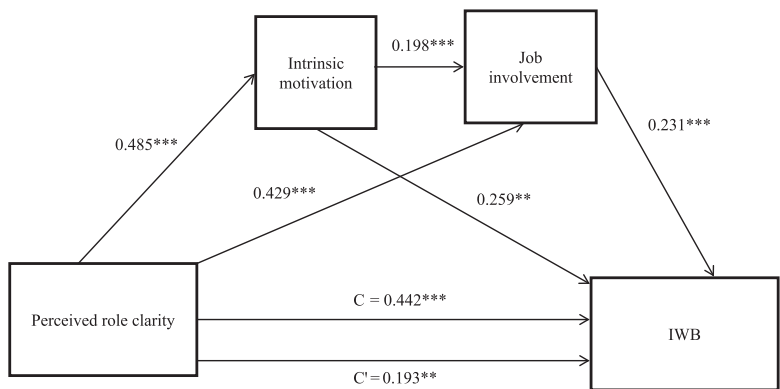 Intrinsic
motivation
0.198***
Job
involvement
0.485***
0.429***
0.259**
0.231***
Perceived role clarity
C = 0.442***
C' = 0.193**
IWB